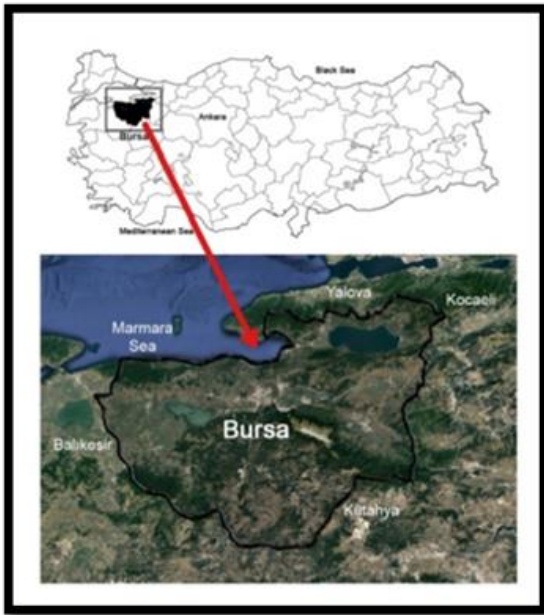 Black Sea
Ankara
Bursa
Mediterranean Sea
Yalova
Kocaeli
Marmara
Sea
Bursa
Balıkesir
Kütahya